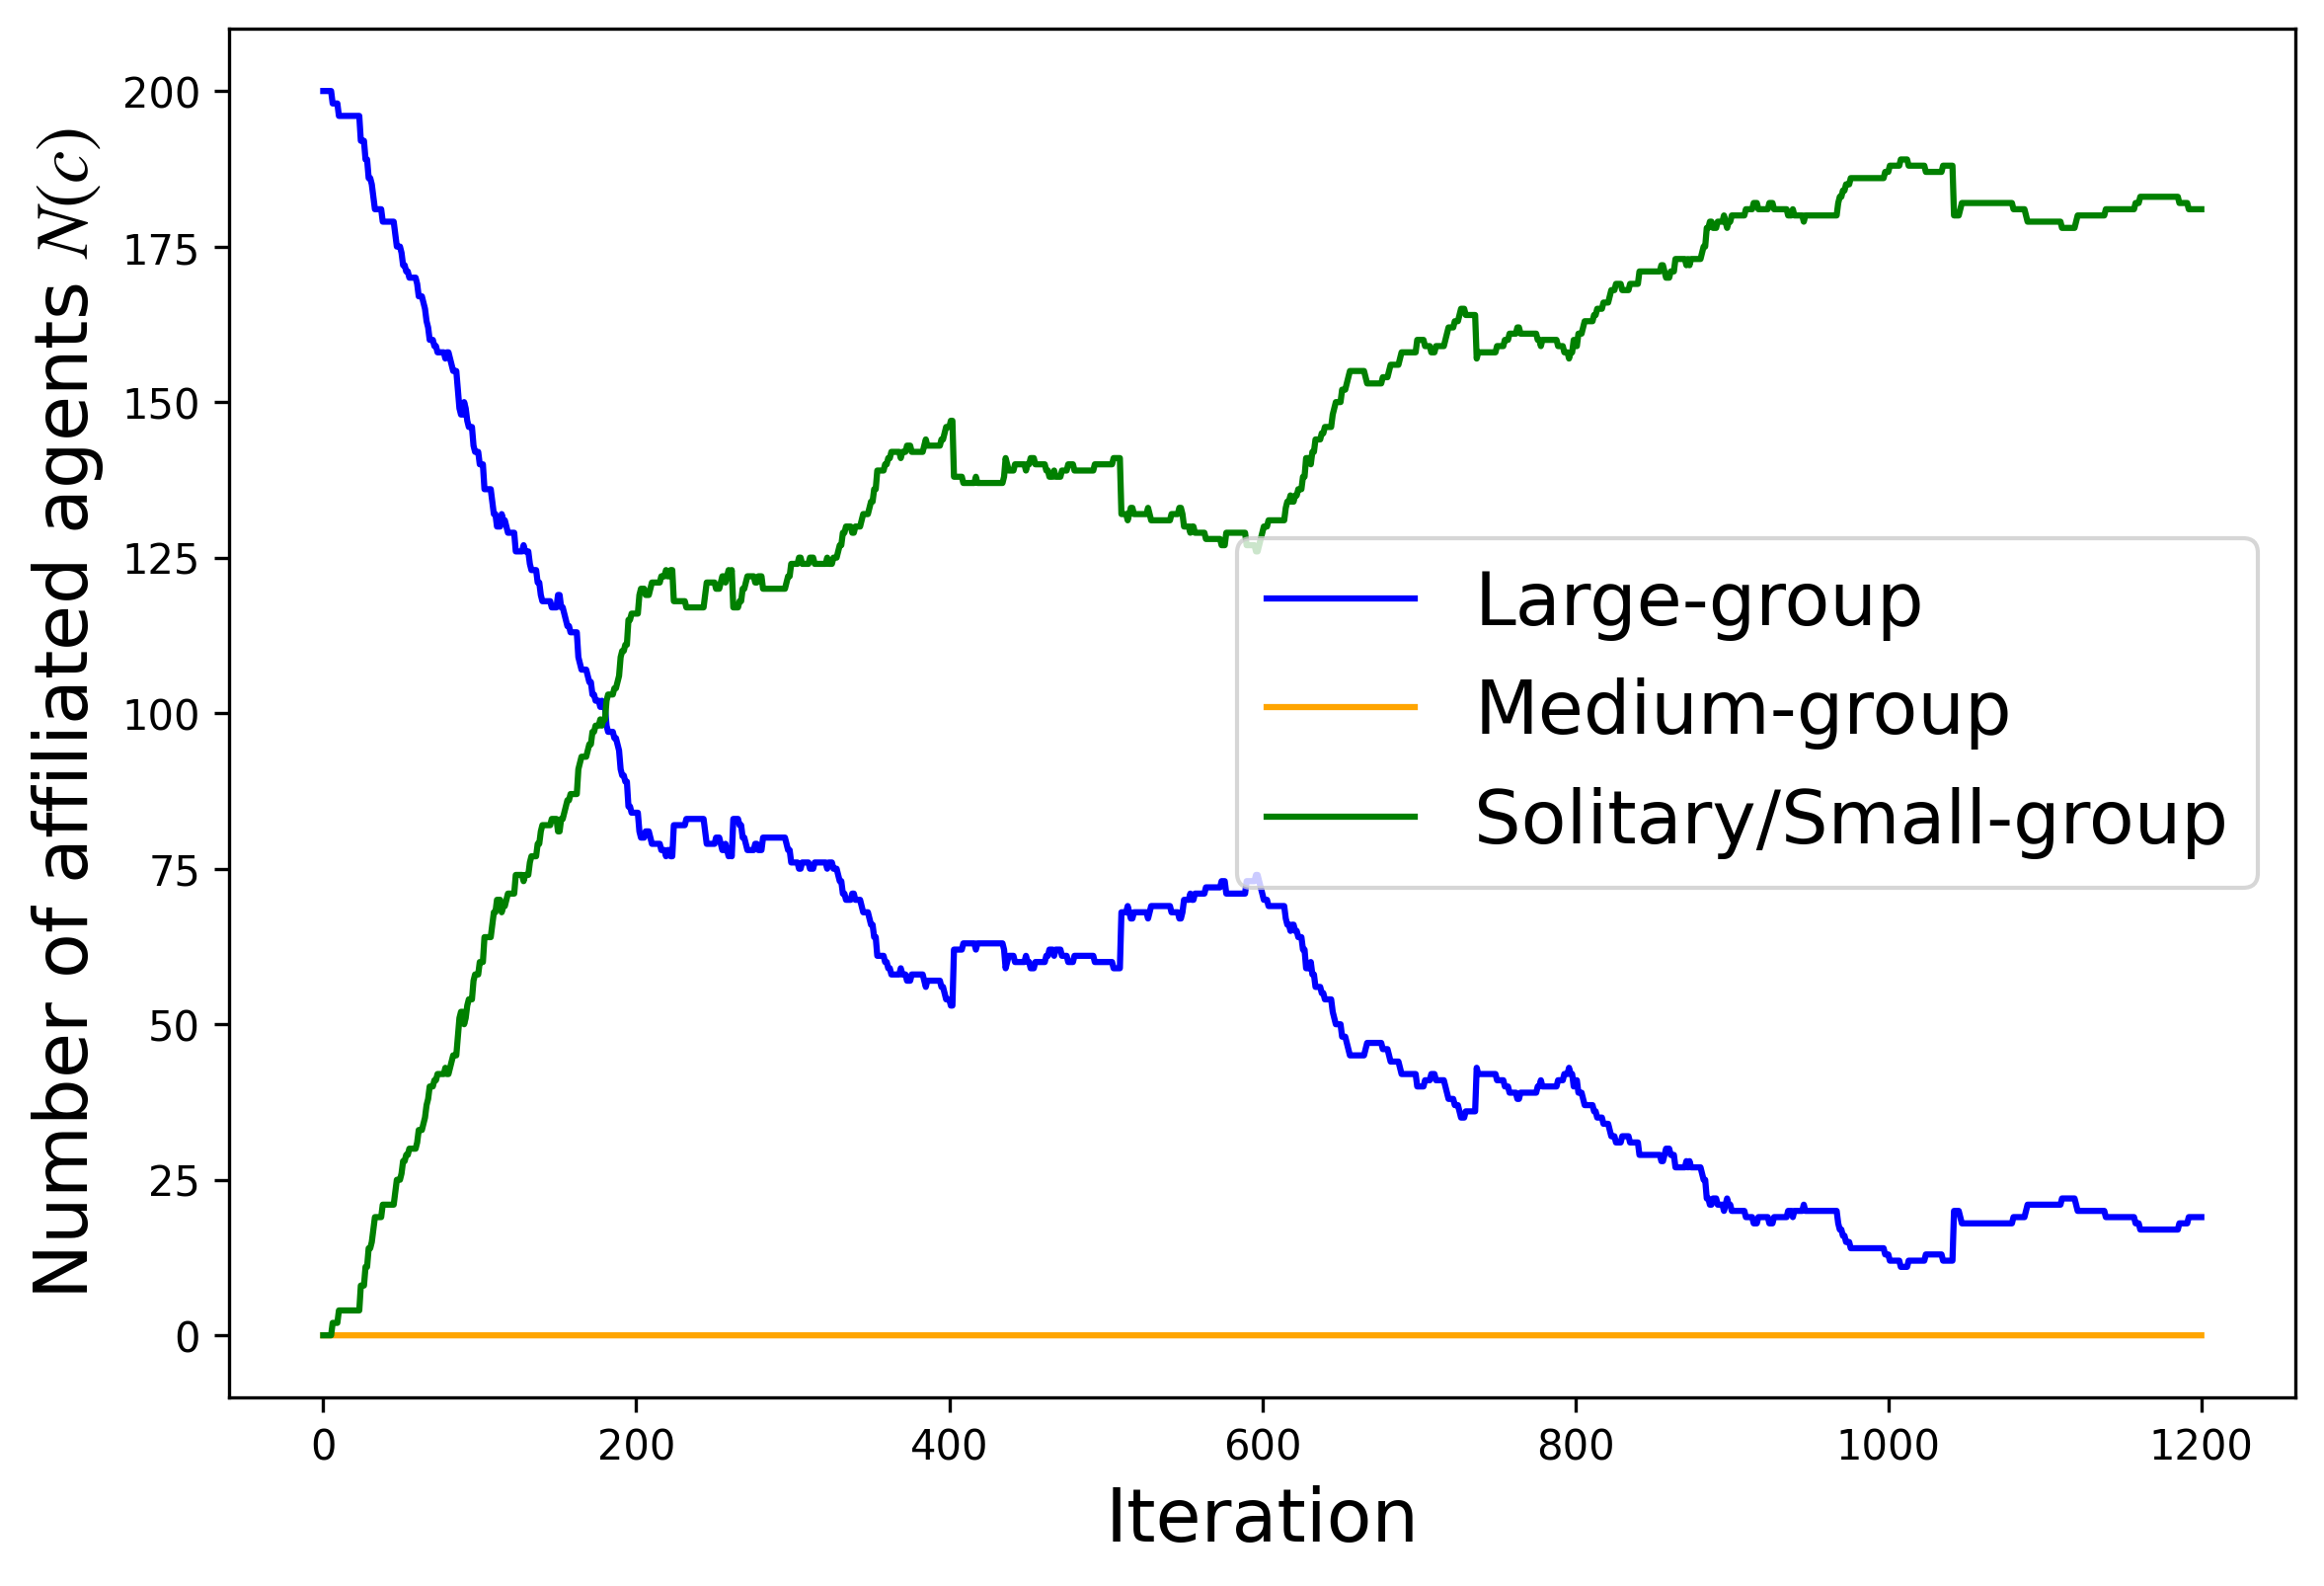 Number of affiliated agents N(c)
200
175
150
125
100
75
50
25
0
Large-group
Medium-group
Solitary/Small-group
0 200 400 600 800 1000 1200
Iteration